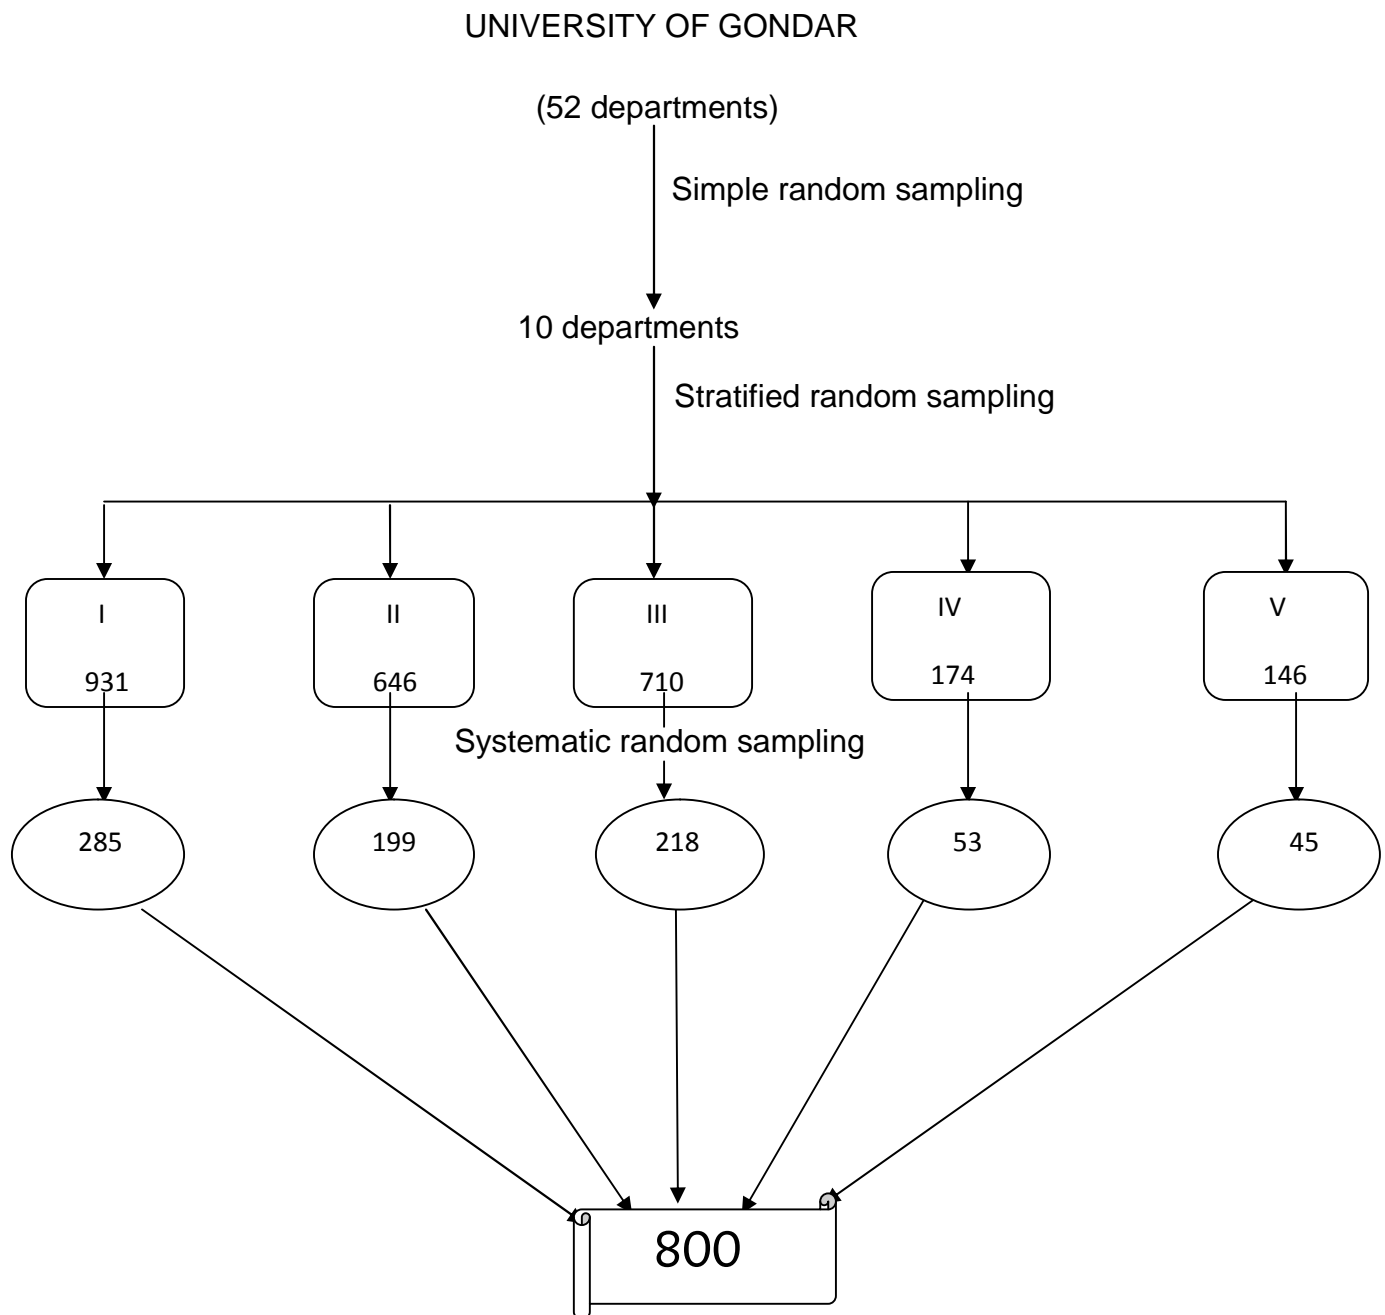 UNIVERSITY OF GONDAR
(52 departments)
Simple random sampling
10 departments
Stratified random sampling
I
II
III
IV
V
931
646
710
174
146
Systematic random sampling
285
199
218
53
45
800